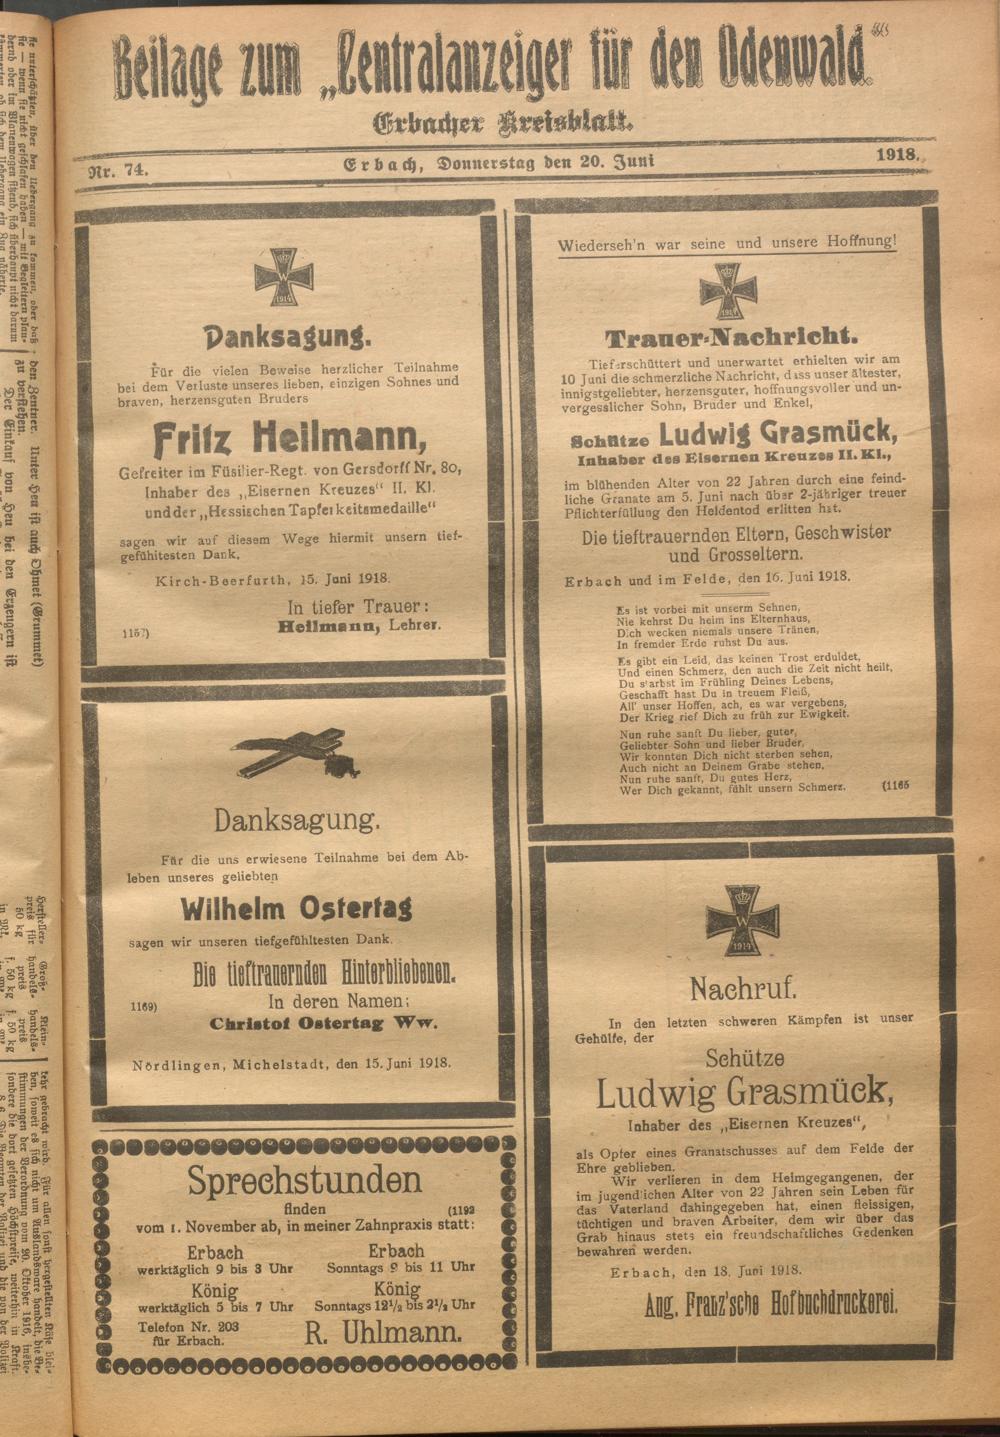 Beilage zum „Centralanzeiger für den Odenwald“
Erbacher Kreisblatt.
Nr. 74.
Erbach, Donnerstag den 20. Juni
1918.
W
1914
Danksagung.
Für die vielen Beweise herzlicher Teilnahme
bei dem Verluste unseres lieben, einzigen Sohnes und
braven, herzensguten Bruders
Fritz Heilmann,
Gefreiter im Füsilier-Regt. von Gersdorff Nr. 80,
Inhaber des „Eisernen Kreuzes“ II. Kl.
und der „Hessischen Tapferkeitsmedaille“
sagen wir auf diesem Wege hiermit unsern tief-
gefühltesten Dank.
Kirch-Beerfurth, 15. Juni 1918.
In tiefer Trauer:
1157)
Heilmann, Lehrer.
Danksagung.
Für die uns erwiesene Teilnahme bei dem Ab-
leben unseres geliebten
Wilhelm Ostertag
sagen wir unseren tiefgefühltesten Dank.
Die tieftrauernden Hinterbliebenen.
1169)
In deren Namen:
Christof Ostertag Ww.
Nördlingen, Michelstadt, den 15. Juni 1918.
Sprechstunden
finden (1192
vom 1. November ab, in meiner Zahnpraxis statt:
Erbach Erbach
werktäglich 9 bis 3 Uhr Sonntags 9 bis 11 Uhr
König König
werktäglich 5 bis 7 Uhr Sonntags 12½ bis 2½ Uhr
Telefon Nr. 203
für Erbach.
R. Uhlmann.
Wiederseh'n war seine und unsere Hoffnung!
W
1914
Trauer-Nachricht.
Tieferschüttert und unerwartet erhielten wir am
10 Juni die schmerzliche Nachricht, dass unser ältester,
innigstgeliebter, herzensguter, hoffnungsvoller und un-
vergesslicher Sohn, Bruder und Enkel,
Schütze Ludwig Grasmück,
Inhaber des Eisernen Kreuzes II. Kl.,
im blühenden Alter von 22 Jahren durch eine feind-
liche Granate am 5. Juni nach über 2-jähriger treuer
Pflichterfüllung den Heldentod erlitten hat.
Die tieftrauernden Eltern, Geschwister
und Grosseltern.
Erbach und im Felde, den 16. Juni 1918.
Es ist vorbei mit unserm Sehnen,
Nie kehrst Du heim ins Elternhaus,
Dich wecken niemals unsere Tränen,
In fremder Erde ruhst Du aus.
Es gibt ein Leid, das keinen Trost erduldet,
Und einen Schmerz, den auch die Zeit nicht heilt,
Du starbst im Frühling Deines Lebens,
Geschafft hast Du in treuem Fleiß,
All' unser Hoffen, ach, es war vergebens,
Der Krieg rief Dich zu früh zur Ewigkeit.
Nun ruhe sanft Du lieber, guter,
Geliebter Sohn und lieber Bruder,
Wir konnten Dich nicht sterben sehen,
Auch nicht an Deinem Grabe stehen,
Nun ruhe sanft, Du gutes Herz,
Wer Dich gekannt, fühlt unsern Schmerz. (1165
W
1914
Nachruf.
In den letzten schweren Kämpfen ist unser
Gehülfe, der
Schütze
Ludwig Grasmück,
Inhaber des „Eisernen Kreuzes“,
als Opfer eines Granatschusses auf dem Felde der
Ehre geblieben.
Wir verlieren in dem Heimgegangenen, der
im jugendlichen Alter von 22 Jahren sein Leben für
das Vaterland dahingegeben hat, einen fleissigen,
tüchtigen und braven Arbeiter, dem wir über das
Grab hinaus stets ein freundschaftliches Gedenken
bewahren werden.
Erbach, den 18. Juni 1918.
Aug. Franz'sche Hofbuchdruckerei.